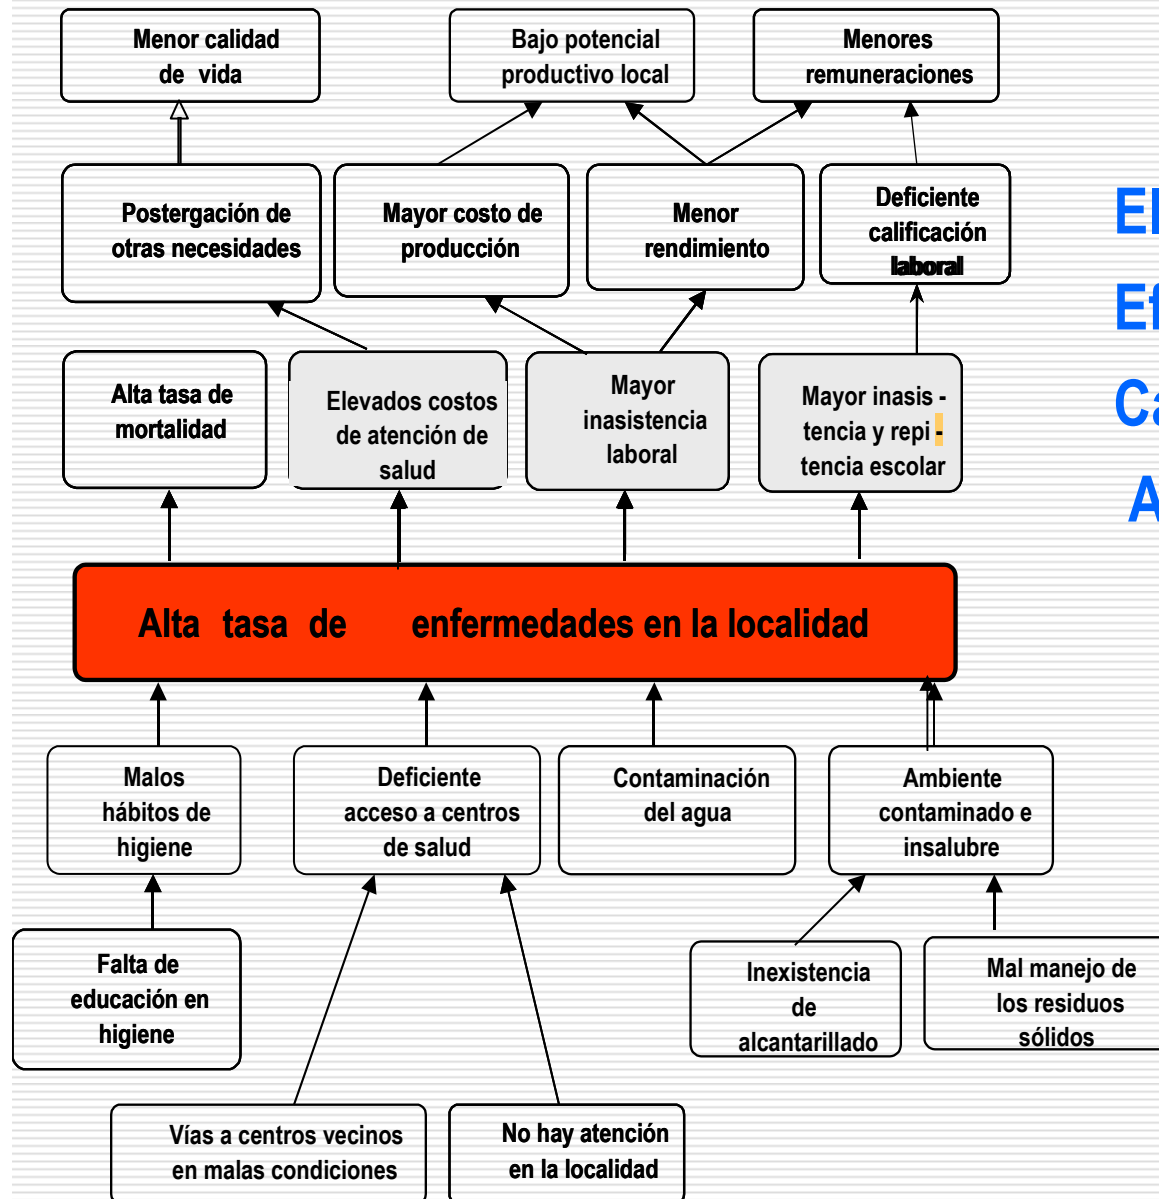 Menor calidad
de vida
Bajo potencial
productivo local
Menores
remuneraciones
Postergación de
otras necesidades
Mayor costo de
producción
Menor
rendimiento
Deficiente
calificación
laboral
Alta tasa de
mortalidad
Elevados costos
de atención de
salud
Mayor
inasistencia
laboral
Mayor inasis -
tencia y repi -
tencia escolar
Alta tasa de enfermedades en la localidad
Malos
hábitos de
higiene
Deficiente
acceso a centros
de salud
Contaminación
del agua
Ambiente
contaminado e
insalubre
Falta de
educación en
higiene
Inexistencia
de
alcantarillado
Mal manejo de
los residuos
sólidos
Vías a centros vecinos
en malas condiciones
No hay atención
en la localidad